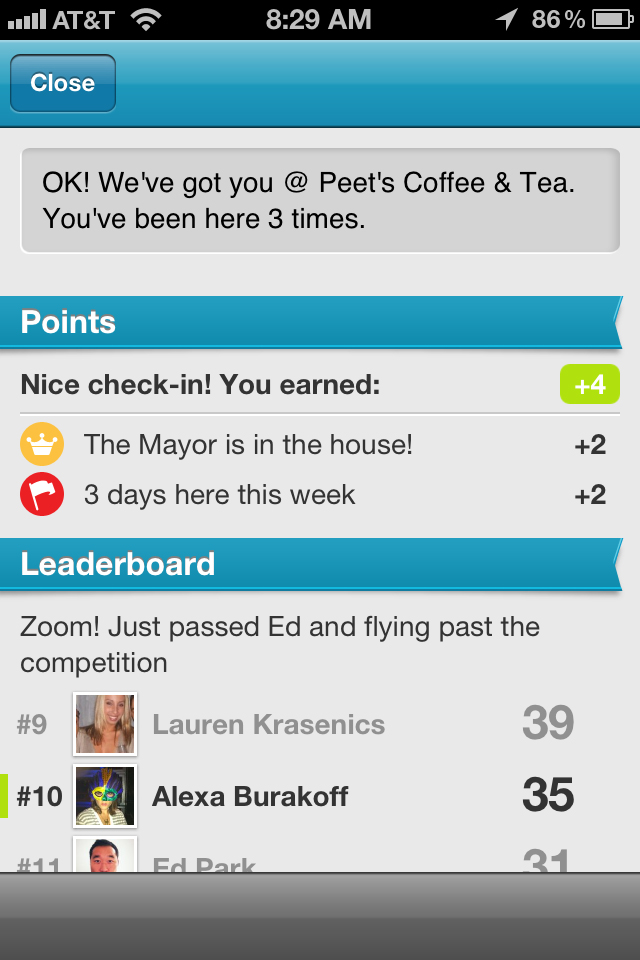 AT&T 8:29 AM 86%
Close
OK! We've got you @ Peet's Coffee & Tea.
You've been here 3 times.
Points
Nice check-in! You earned: +4
The Mayor is in the house! +2
3 days here this week +2
Leaderboard
Zoom! Just passed Ed and flying past the
competition
#9 Lauren Krasenics 39
#10 Alexa Burakoff 35
#11 Ed Park 31